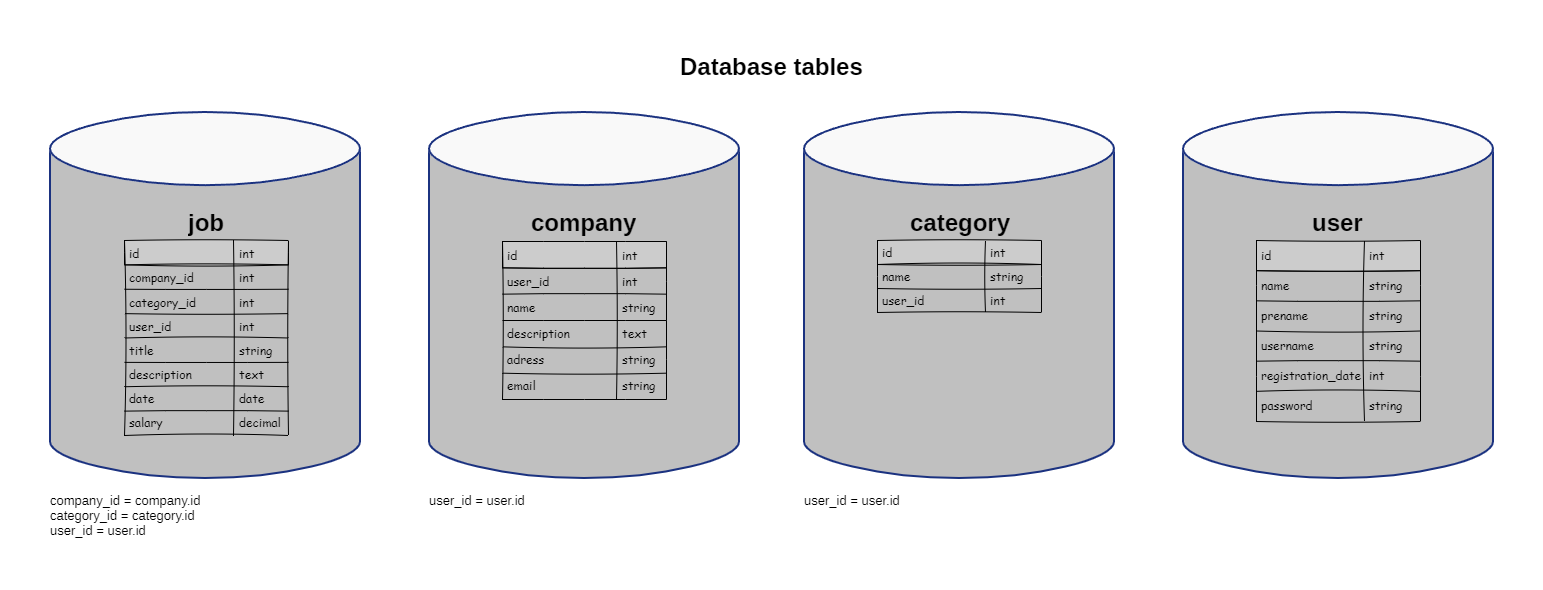 Database tables
job
id int
company_id int
category_id int
user_id int
title string
description text
date date
salary decimal
company_id = company.id
category_id = category.id
user_id = user.id
company
id int
user_id int
name string
description text
adress string
email string
user_id = user.id
category
id int
name string
user_id int
user_id = user.id
user
id int
name string
prename string
username string
registration_date int
password string